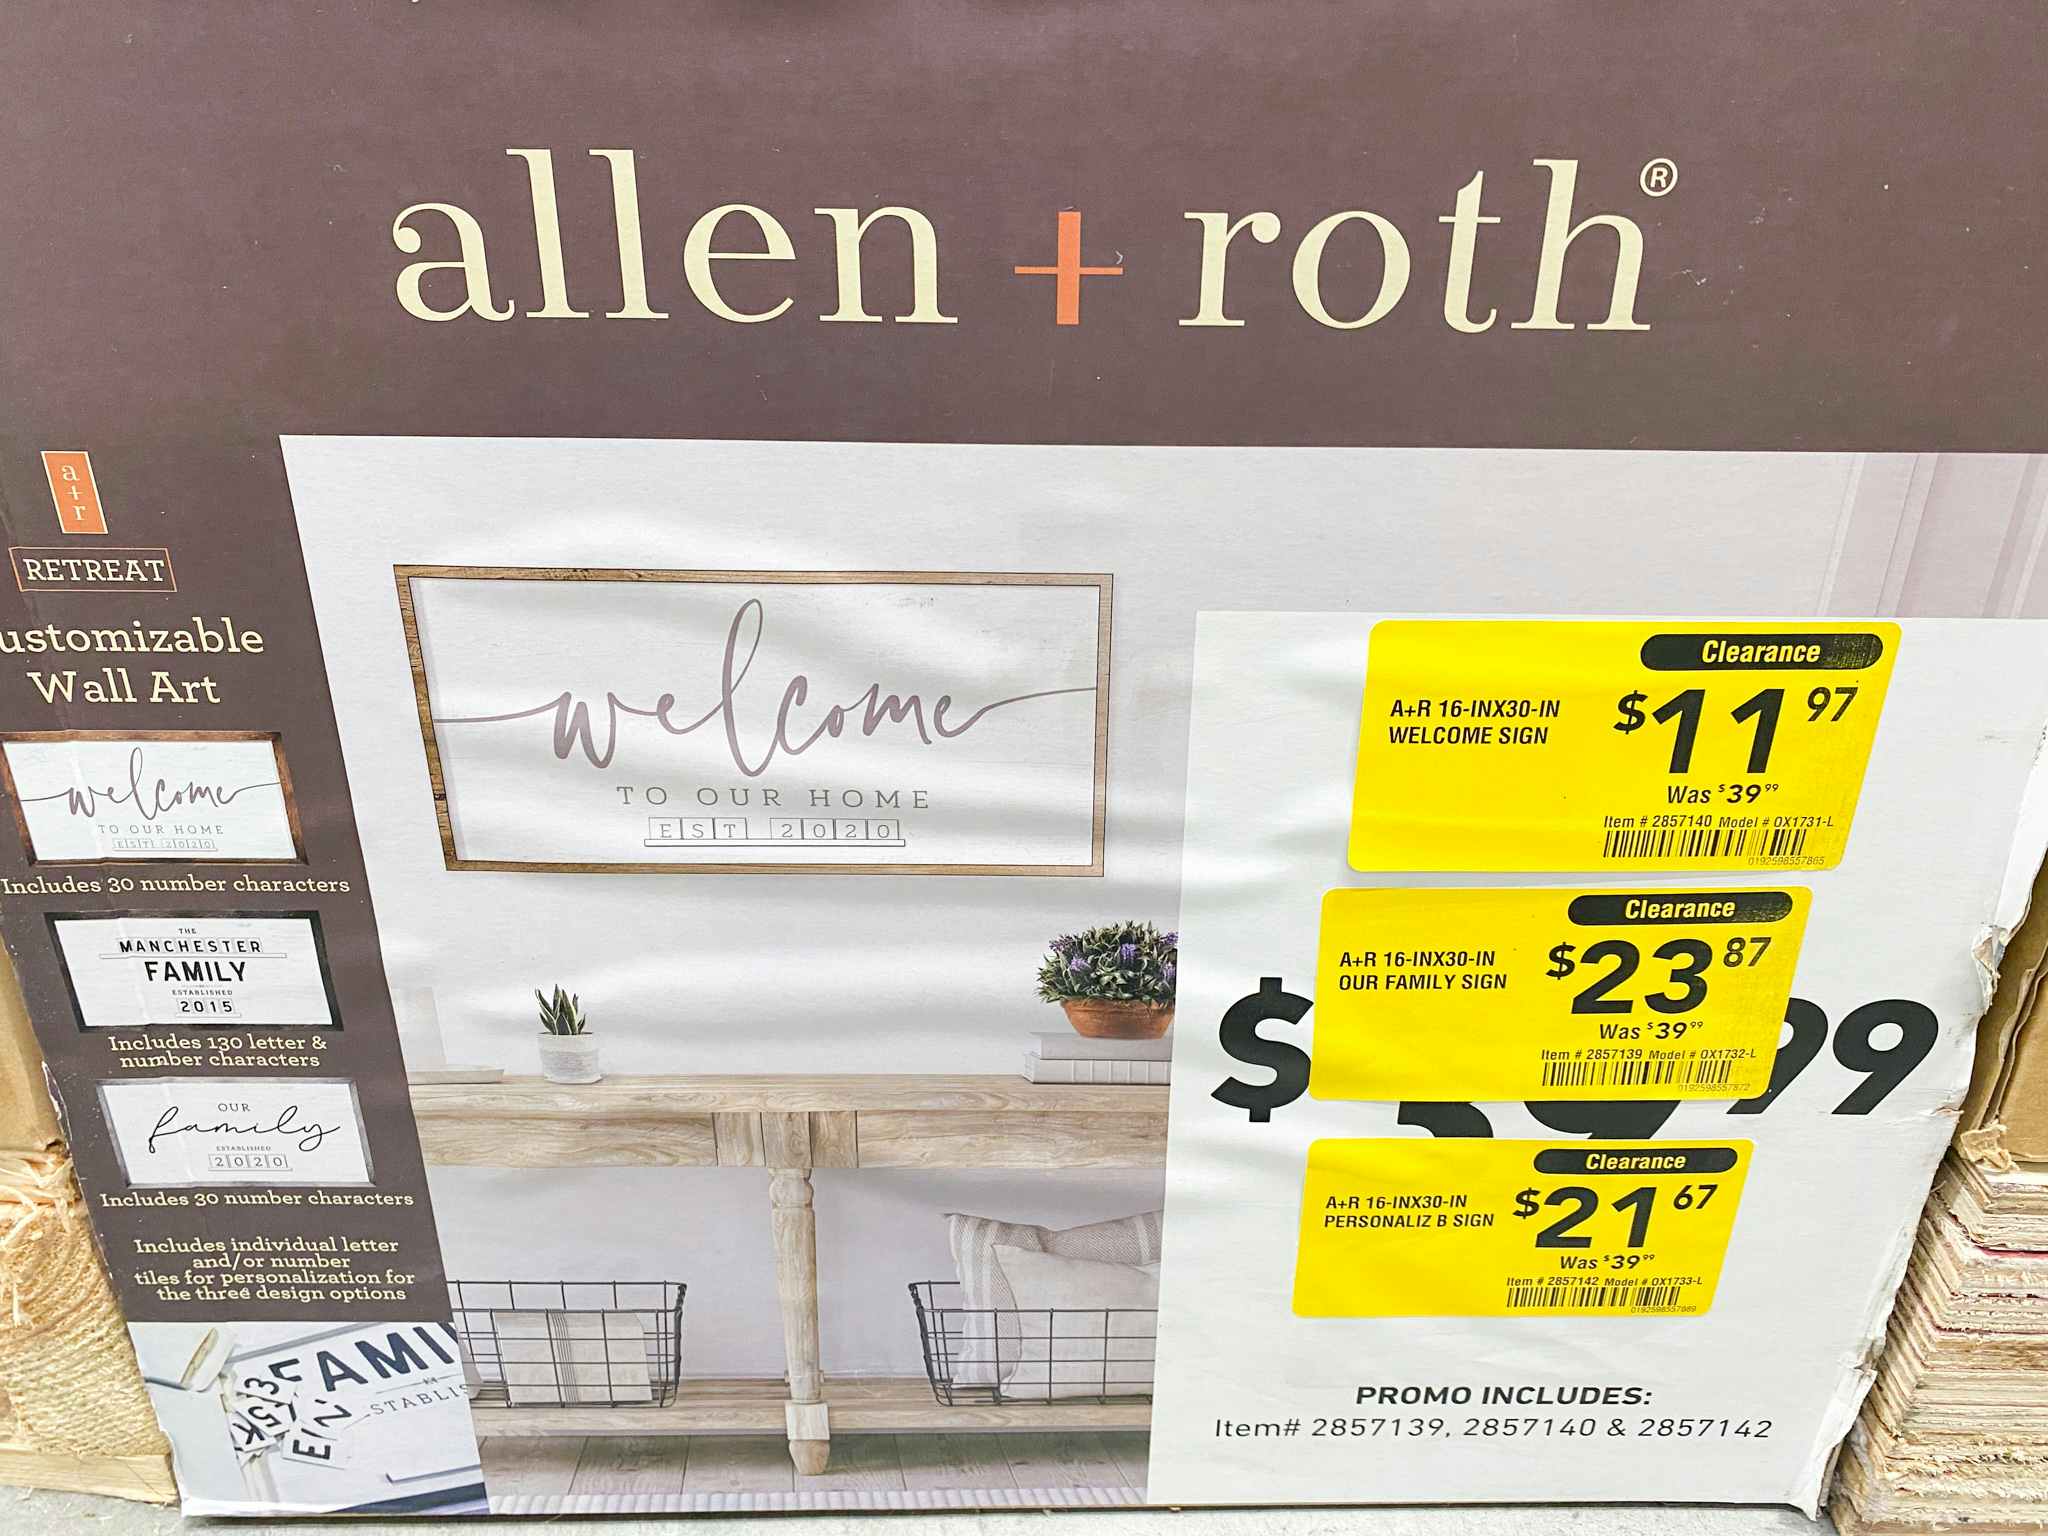 allen + roth®
a
+
r
RETREAT
ustomizable
Wall Art
welcome
TO OUR HOME
EST 2020
Includes 30 number characters
THE
MANCHESTER
FAMILY
ESTABLISHED
2015
Includes 130 letter &
number characters
OUR
family
ESTABLISHED
2020
Includes 30 number characters
Includes individual letter
and/or number
tiles for personalization for
the three design options
FAMI
STABLIS
welcome
TO OUR HOME
EST 2020
Clearance
A+R 16-INX30-IN
WELCOME SIGN
$11 97
Was $39 99
Item # 2857140 Model # OX1731-L
0192598557865
Clearance
A+R 16-INX30-IN
OUR FAMILY SIGN
$23 87
Was $39 99
Item # 2857139 Model # OX1732-L
0192598557872
$39 99
Clearance
A+R 16-INX30-IN
PERSONALIZ B SIGN
$21 67
Was $39 99
Item # 2857142 Model # OX1733-L
0192598557889
PROMO INCLUDES:
Item# 2857139, 2857140 & 2857142